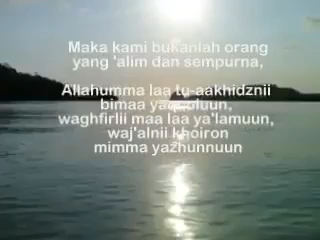 Maka kami bukanlah orang
yang 'alim dan sempurna,
Allahumma laa tu-aakhidznii
bimaa yaquuluun,
waghfirlii maa laa ya'lamuun,
waj'alnii khoiron
mimma yazhunnuun